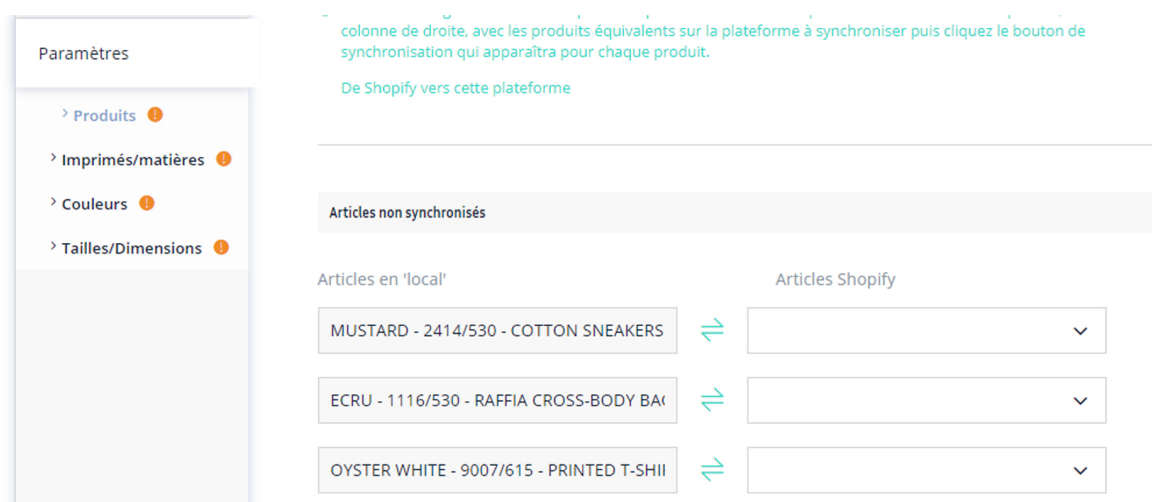 colonne de droite, avec les produits équivalents sur la plateforme à synchroniser puis cliquez le bouton de
synchronisation qui apparaîtra pour chaque produit.
De Shopify vers cette plateforme
Paramètres
Produits
Imprimés/matières
Couleurs
Tailles/Dimensions
Articles non synchronisés
Articles en 'local'
Articles Shopify
MUSTARD - 2414/530 - COTTON SNEAKERS
ECRU - 1116/530 - RAFFIA CROSS-BODY
OYSTER WHITE - 9007/615 - PRINTED